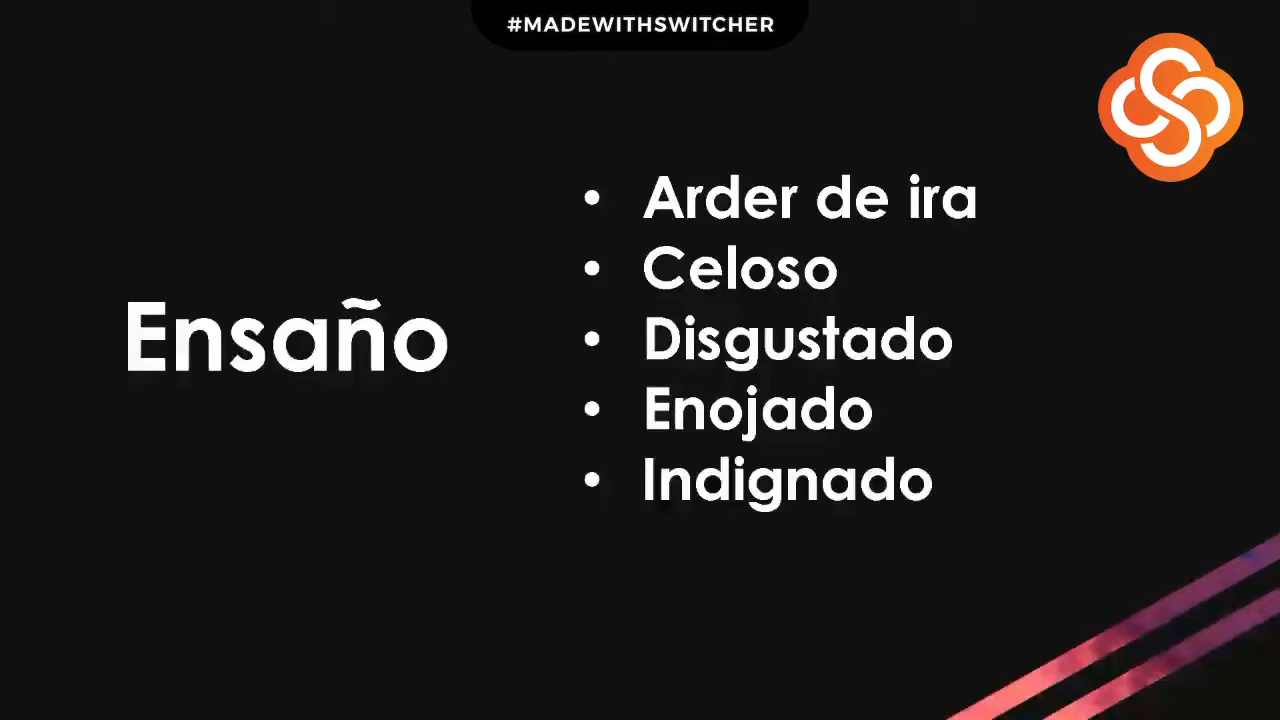 #MADEWITHSWITCHER
Ensaño
• Arder de ira
• Celoso
• Disgustado
• Enojado
• Indignado